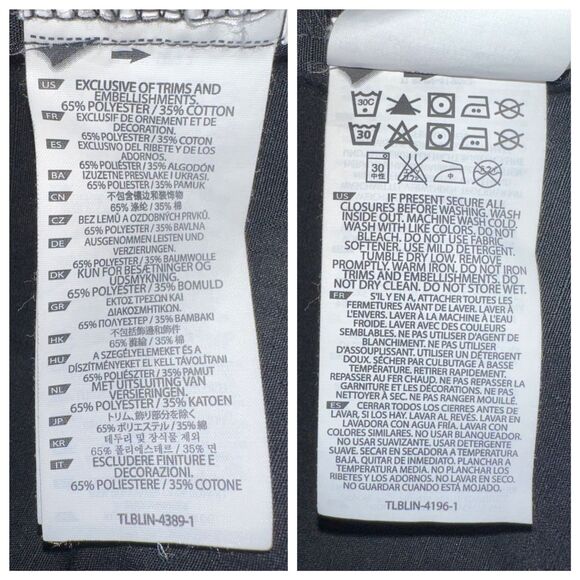 US EXCLUSIVE OF TRIMS AND
EMBELLISHMENTS.
65% POLYESTER / 35% COTTON
FR EXCLUSIF DE ORNEMENT ET DE
DECORATION.
65% POLYESTER / 35% COTON
ES EXCLUSIVO DEL RIBETE Y DE LOS
ADORNOS.
65% POLIÉSTER / 35% ALGODÓN
BA IZUZETNE PRESVLAKE I UKRASI.
65% POLIESTER / 35% PAMUK
CN 不包含镶边和装饰物
65% 涤纶 / 35% 棉
CZ BEZ LEMŮ A OZDOBNÝCH PRVKŮ.
65% POLYESTER / 35% BAVLNA
DE AUSGENOMMEN LEISTEN UND
VERZIERUNGEN.
65% POLYESTER / 35% BAUMWOLLE
DK KUN FOR BESÆTNINGER OG
UDSMYKNING.
65% POLYESTER / 35% BOMULD
GR ΕΚΤΟΣ ΤΡΕΣΩΝ ΚΑΙ
ΔΙΑΚΟΣΜΗΤΙΚΩΝ.
65% ΠΟΛΥΕΣΤΕΡ / 35% ΒΑΜΒΑΚΙ
HK 不包括飾邊和飾件
65% 滌綸 / 35% 棉
HU A SZEGÉLYELEMEKET ÉS A
DÍSZÍTMÉNYEKET EL KELL TÁVOLÍTANI
65% POLIÉSZTER / 35% PAMUT
NL MET UITSLUITING VAN
VERSIERINGEN.
65% POLYESTER / 35% KATOEN
JP トリム、飾り部分を除く
65% ポリエステル / 35% 綿
KR 테두리 및 장식물 제외
65% 폴리에스테르 / 35% 면
IT ESCLUDERE FINITURE E
DECORAZIONI.
65% POLIESTERE / 35% COTONE
TLBLIN-4389-1
30C
30
30
中性
US IF PRESENT SECURE ALL
CLOSURES BEFORE WASHING. WASH
INSIDE OUT. MACHINE WASH COLD.
WASH WITH LIKE COLORS. DO NOT
BLEACH. DO NOT USE FABRIC
SOFTENER. USE MILD DETERGENT.
TUMBLE DRY LOW. REMOVE
PROMPTLY. WARM IRON. DO NOT IRON
TRIMS AND EMBELLISHMENTS. DO
NOT DRY CLEAN. DO NOT STORE WET.
FR S'IL Y EN A, ATTACHER TOUTES LES
FERMETURES AVANT DE LAVER. LAVER À
L'ENVERS. LAVER À LA MACHINE À L'EAU
FROIDE. LAVER AVEC DES COULEURS
SEMBLABLES. NE PAS UTILISER D'AGENT
BLANCHIMENT. NE PAS UTILISER
D'ASSOUPLISSANT. UTILISER UN DÉTERGENT
DOUX. SÉCHER PAR CULBUTAGE À BASSE
TEMPÉRATURE. RETIRER RAPIDEMENT.
REPASSER AU FER CHAUD. NE PAS REPASSER LA
GARNITURE ET LES DÉCORATIONS. NE PAS
NETTOYER À SEC. NE PAS RANGER MOUILLÉ.
ES CERRAR TODOS LOS CIERRES ANTES DE
LAVAR, SI LOS HAY. LAVAR AL REVÉS. LAVAR EN
LAVADORA CON AGUA FRÍA. LAVAR CON
COLORES SIMILARES. NO USAR BLANQUEADOR.
NO USAR SUAVIZANTE. USAR DETERGENTE
SUAVE. SECAR EN SECADORA A TEMPERATURA
BAJA. QUITAR DE INMEDIATO. PLANCHAR A
TEMPERATURA MEDIA. NO PLANCHAR LOS
RIBETES Y LOS ADORNOS. NO LAVAR EN SECO.
NO GUARDAR CUANDO ESTÁ MOJADO.
TLBLIN-4196-1